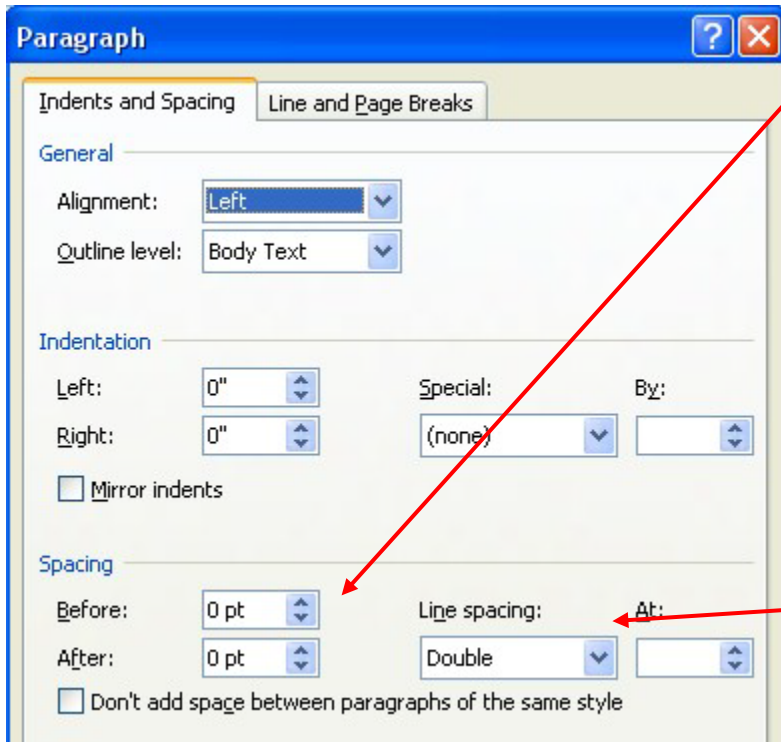 Paragraph
Indents and Spacing Line and Page Breaks
General
Alignment: Left
Outline level: Body Text
Indentation
Left: 0" Special: By:
Right: 0" (none)
Mirror indents
Spacing
Before: 0 pt Line spacing: At:
After: 0 pt Double
Don't add space between paragraphs of the same style